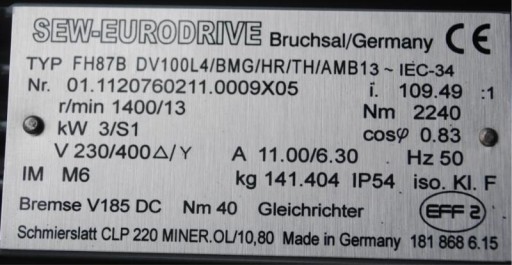 SEW-EURODRIVE Bruchsal/Germany CE
TYP FH87B DV100L4/BMG/HR/TH/AMB13 ~ IEC-34
Nr. 01.1120760211.0009X05 i. 109.49 :1
r/min 1400/13 Nm 2240
kW 3/S1 cosφ 0.83
V 230/400△/Y A 11.00/6.30 Hz 50
IM M6 kg 141.404 IP54 iso. Kl. F
Bremse V185 DC Nm 40 Gleichrichter EFF 2
Schmierslatt CLP 220 MINER.OL/10,80 Made in Germany 181 868 6.15